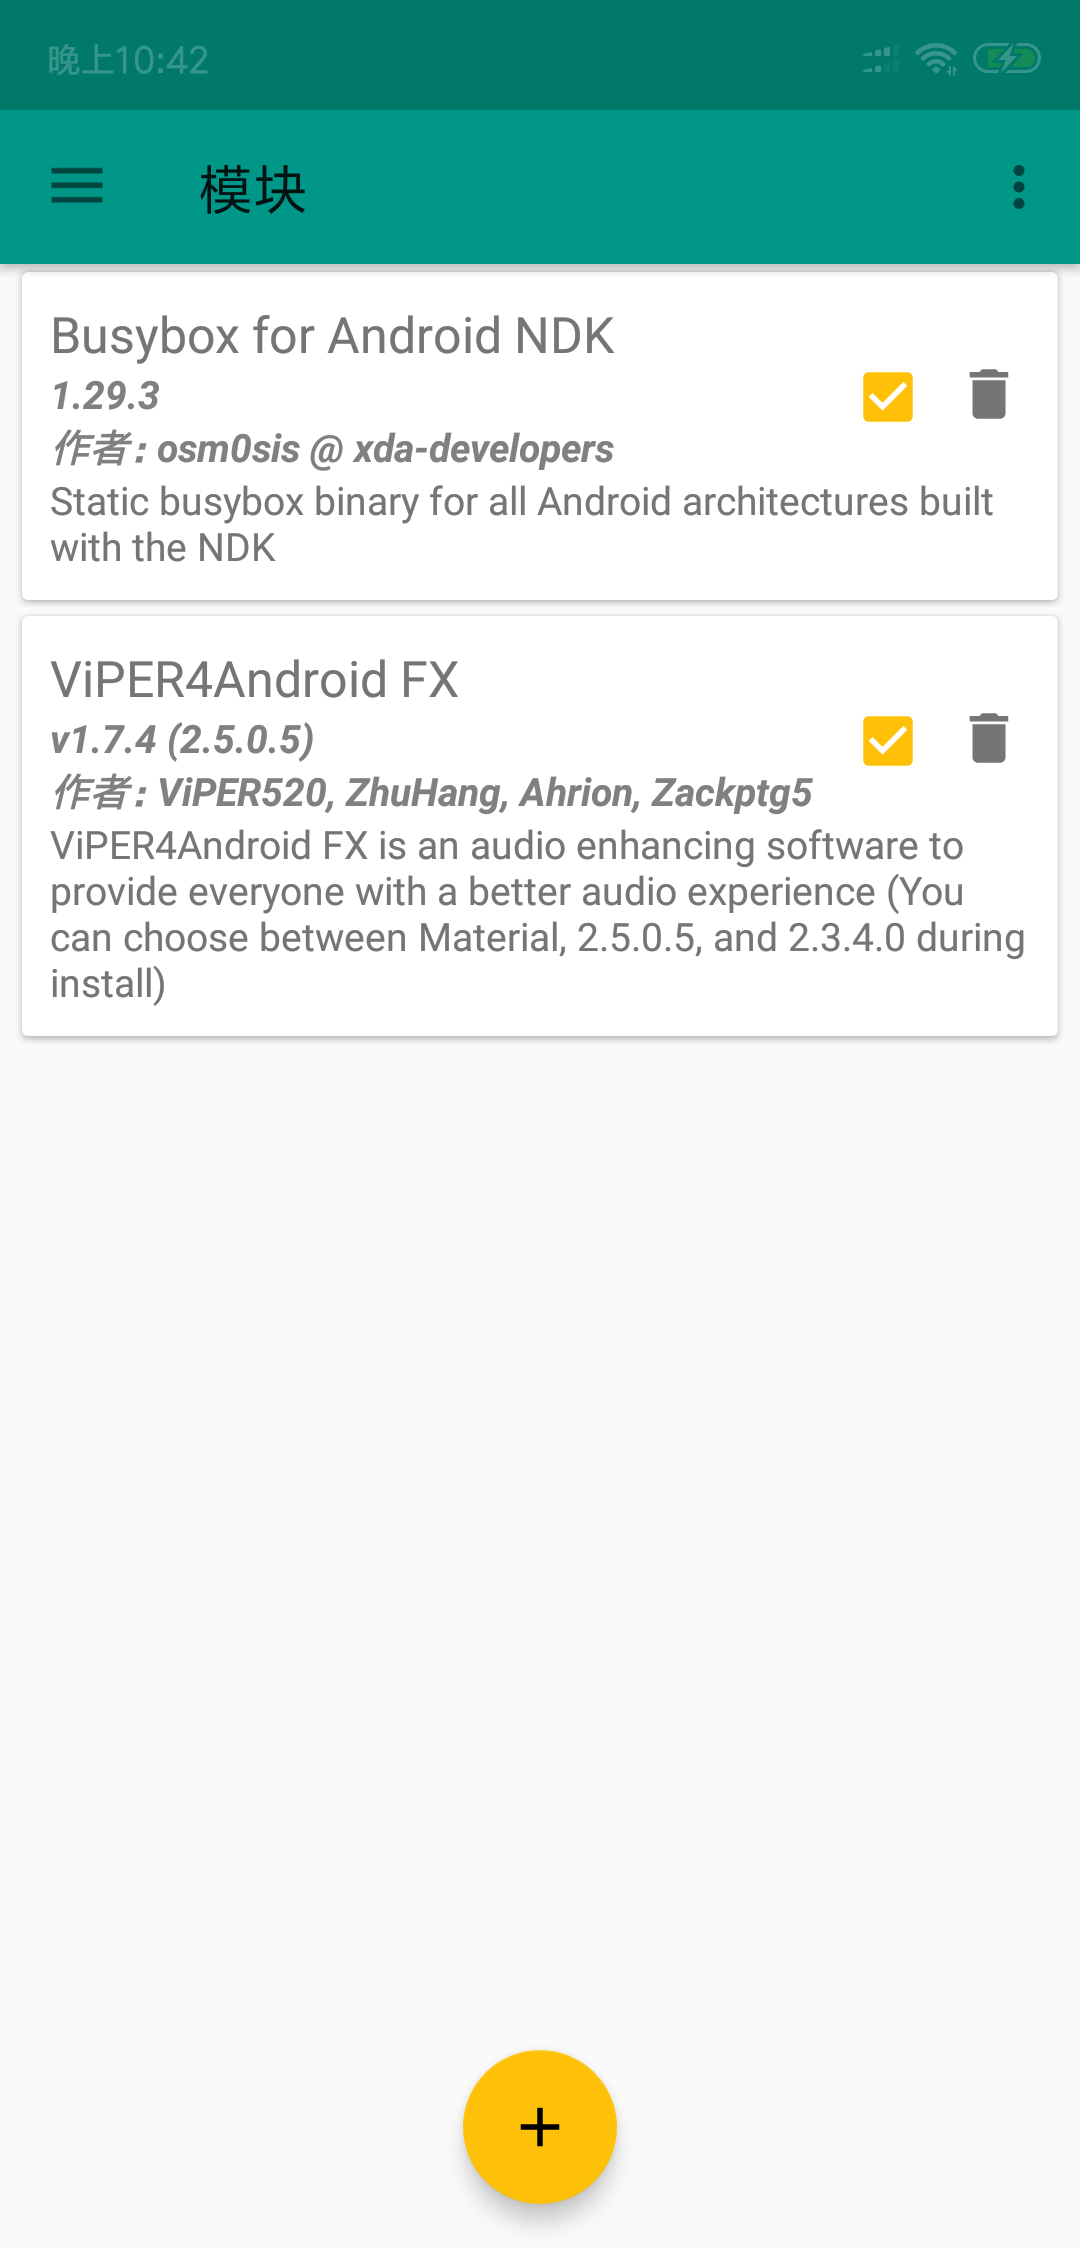 晚上10:42
模块
Busybox for Android NDK
1.29.3
作者: osm0sis @ xda-developers
Static busybox binary for all Android architectures built
with the NDK
ViPER4Android FX
v1.7.4 (2.5.0.5)
作者: ViPER520, ZhuHang, Ahrion, Zackptg5
ViPER4Android FX is an audio enhancing software to
provide everyone with a better audio experience (You
can choose between Material, 2.5.0.5, and 2.3.4.0 during
install)